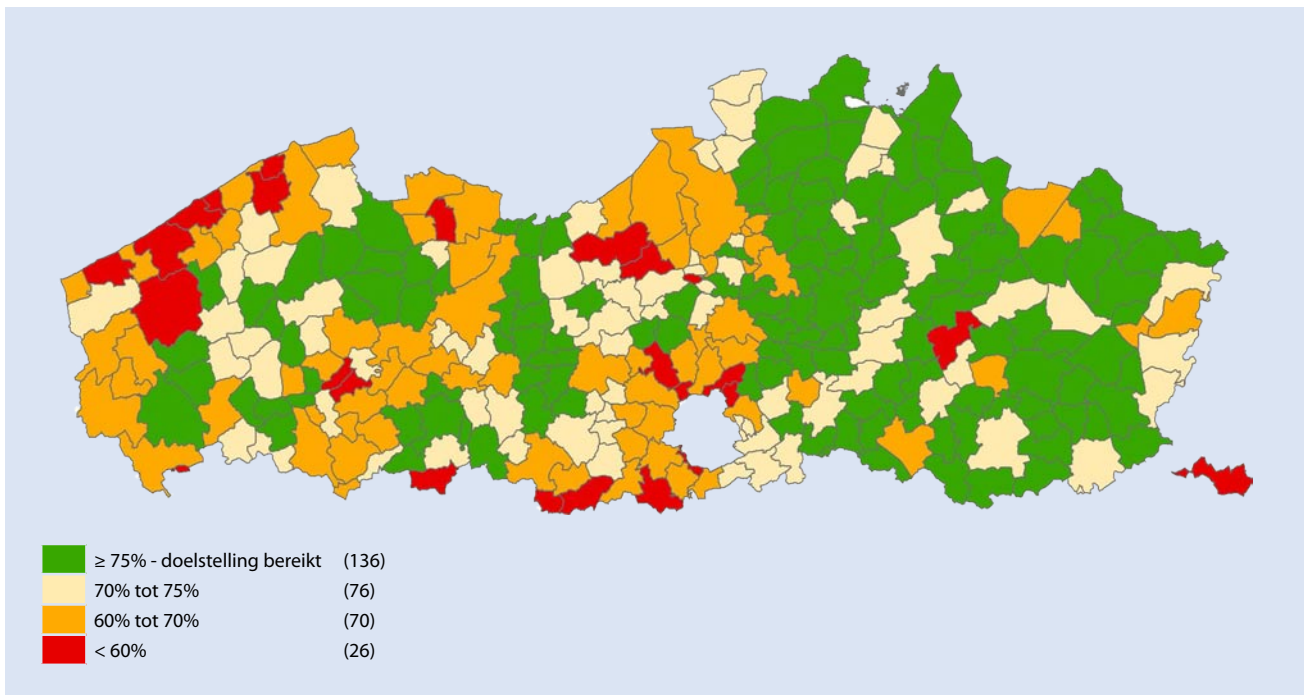 ≥ 75% - doelstelling bereikt (136)
70% tot 75% (76)
60% tot 70% (70)
< 60% (26)